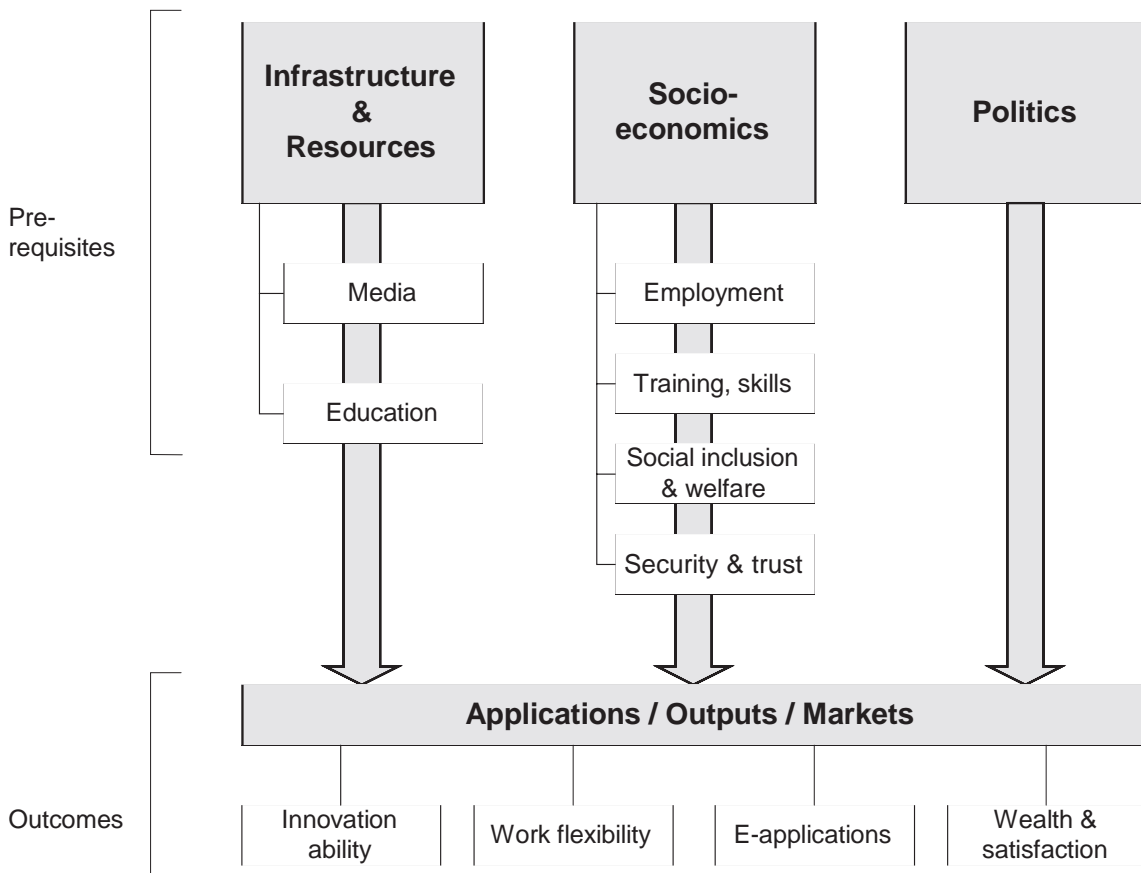 Infrastructure
&
Resources
Socio-
economics
Politics
Pre-
requisites
Media
Education
Employment
Training, skills
Social inclusion
& welfare
Security & trust
Applications / Outputs / Markets
Outcomes
Innovation
ability
Work flexibility
E-applications
Wealth &
satisfaction